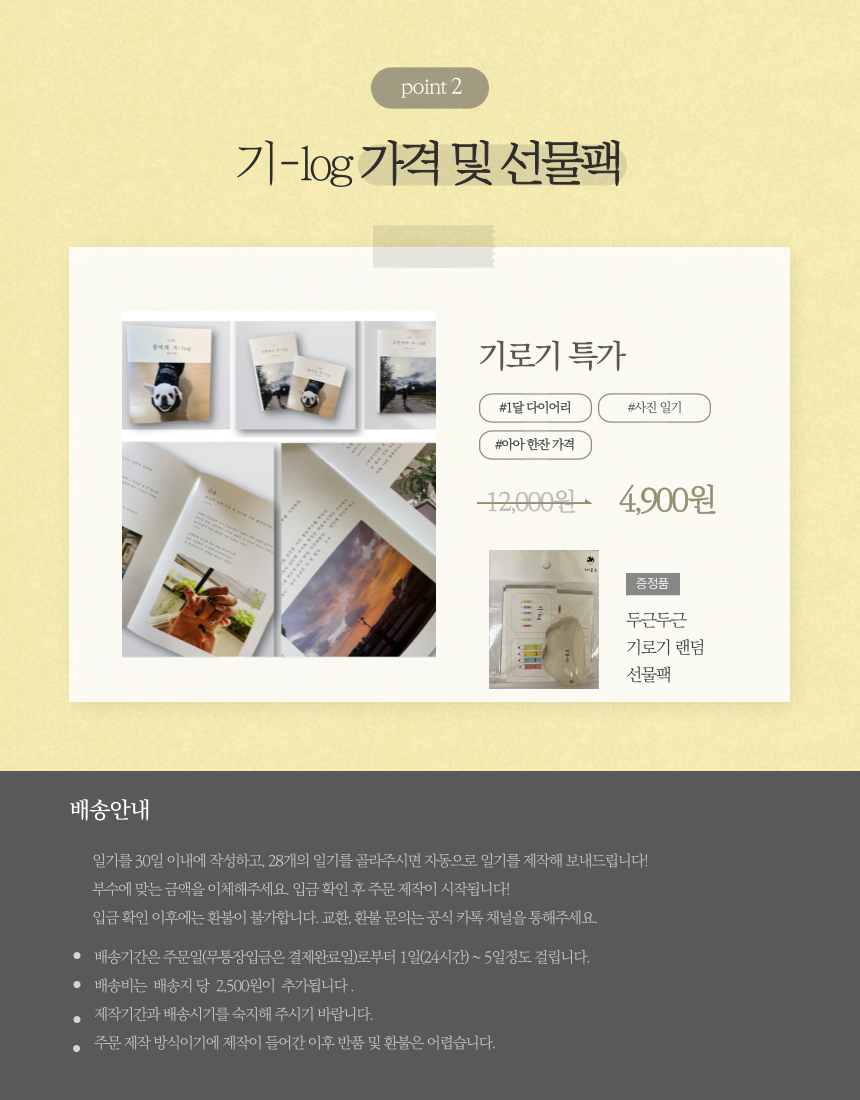 point 2
기-log 가격 및 선물팩
기로기 특가
#1달 다이어리
#사진 일기
#아아 한잔 가격
12,000원
4,900원
증정품
두근두근
기로기 랜덤
선물팩
배송안내
일기를 30일 이내에 작성하고, 28개의 일기를 골라주시면 자동으로 일기를 제작해 보내드립니다!
부수에 맞는 금액을 이체해주세요. 입금 확인 후 주문 제작이 시작됩니다!
입금 확인 이후에는 환불이 불가합니다. 교환, 환불 문의는 공식 카톡 채널을 통해주세요.
배송기간은 주문일(무통장입금은 결제완료일)로부터 1일(24시간) ~ 5일정도 걸립니다.
배송비는 배송지 당 2,500원이 추가됩니다 .
제작기간과 배송시기를 숙지해 주시기 바랍니다.
주문 제작 방식이기에 제작이 들어간 이후 반품 및 환불은 어렵습니다.